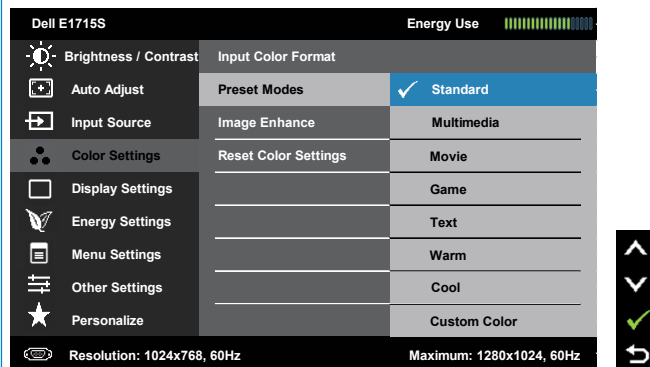 Dell E1715S Energy Use
Brightness / Contrast Input Color Format
Auto Adjust Preset Modes Standard
Input Source Image Enhance Multimedia
Color Settings Reset Color Settings Movie
Display Settings Game
Energy Settings Text
Menu Settings Warm
Other Settings Cool
Personalize Custom Color
Resolution: 1024x768, 60Hz Maximum: 1280x1024, 60Hz